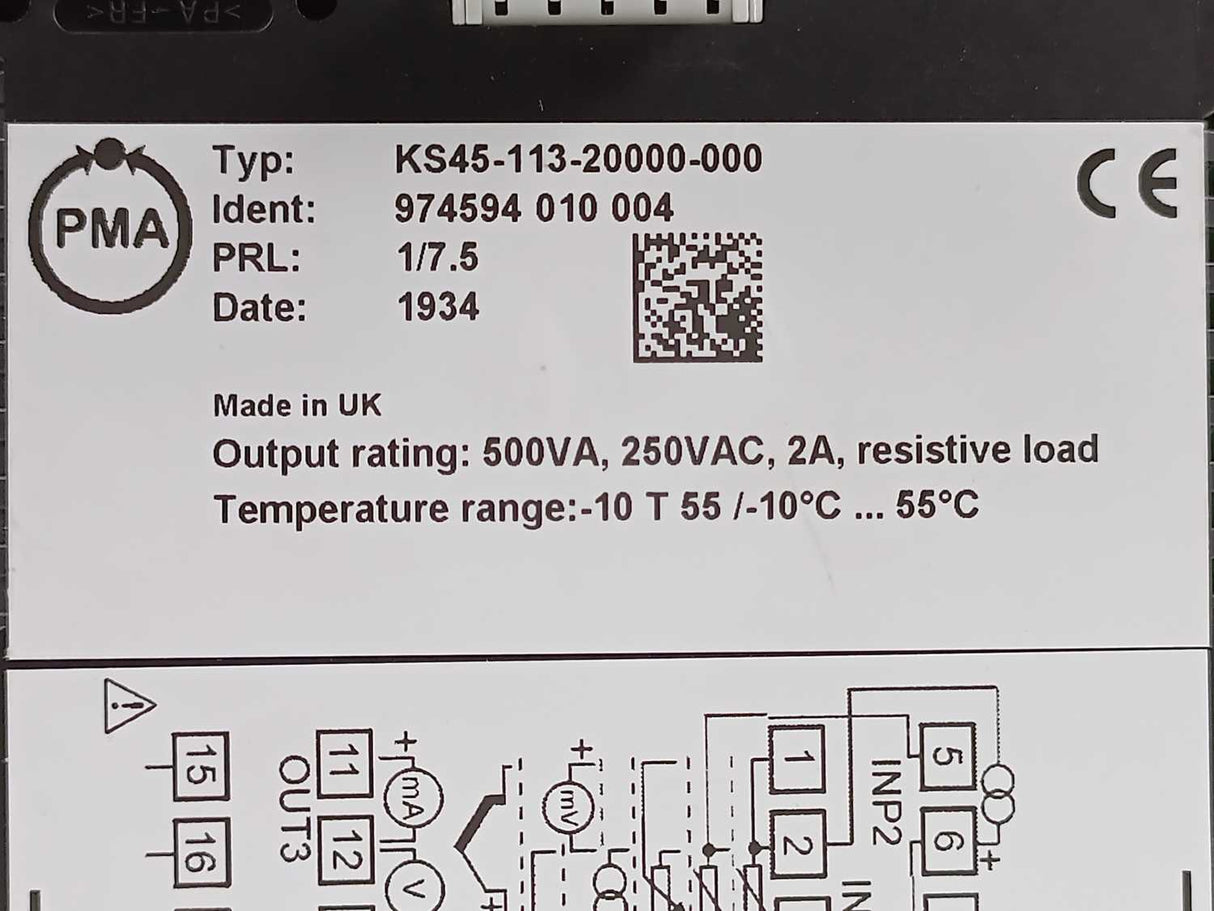 >PA-FR<
PMA
Typ: KS45-113-20000-000
Ident: 974594 010 004
PRL: 1/7.5
Date: 1934
CE
Made in UK
Output rating: 500VA, 250VAC, 2A, resistive load
Temperature range:-10 T 55 /-10°C ... 55°C
!
15
16
OUT3
11
12
+
mA
V
+
mV
+
1
2
INP2
5
6
+